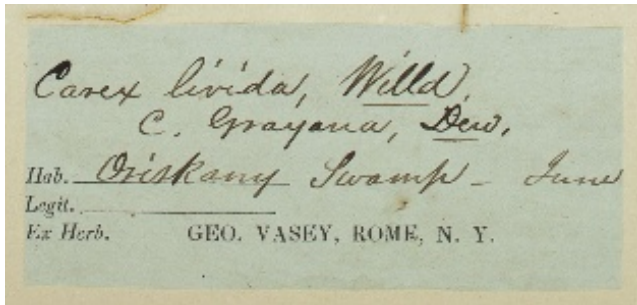 Carex livida, Willd.
C. Grayana, Dew.
Hab. Oriskany Swamp - June
Legit.
Ex Herb. GEO. VASEY, ROME, N. Y.